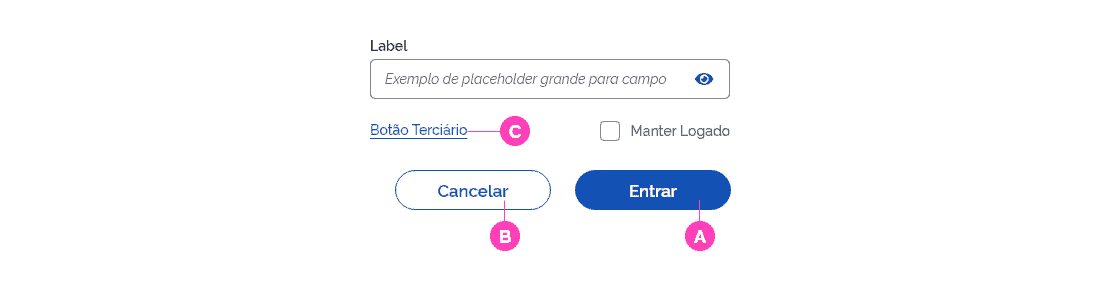 Label
Exemplo de placeholder grande para campo
Botão Terciário C Manter Logado
Cancelar Entrar
B A